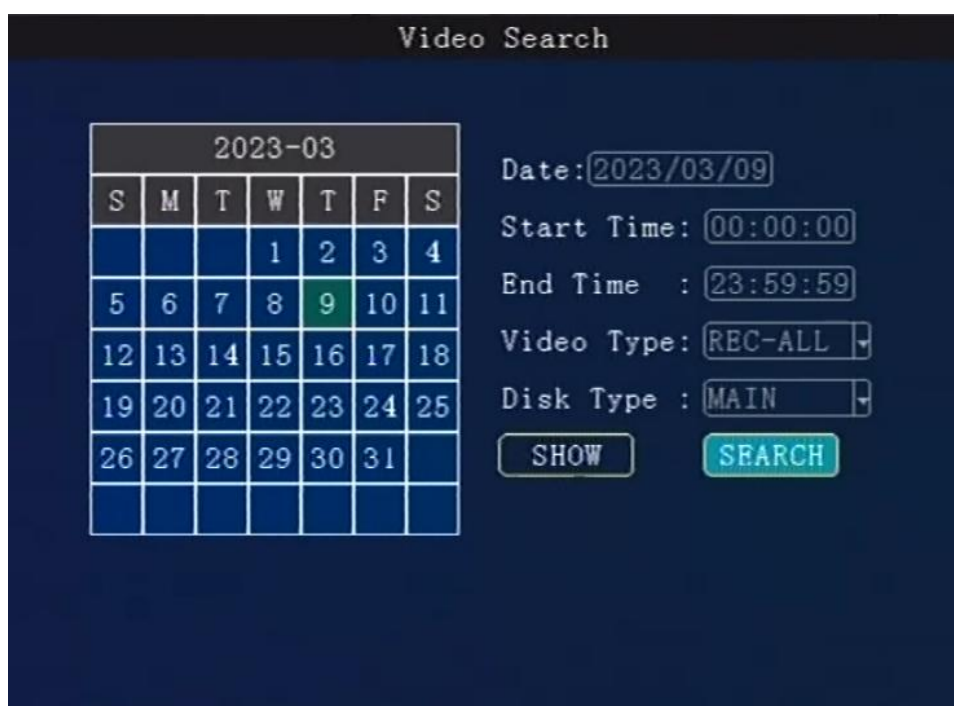 Video Search
2023-03
S M T W T F S
1 2 3 4
5 6 7 8 9 10 11
12 13 14 15 16 17 18
19 20 21 22 23 24 25
26 27 28 29 30 31
Date:2023/03/09
Start Time:00:00:00
End Time :23:59:59
Video Type:REC-ALL
Disk Type :MAIN
SHOW SEARCH